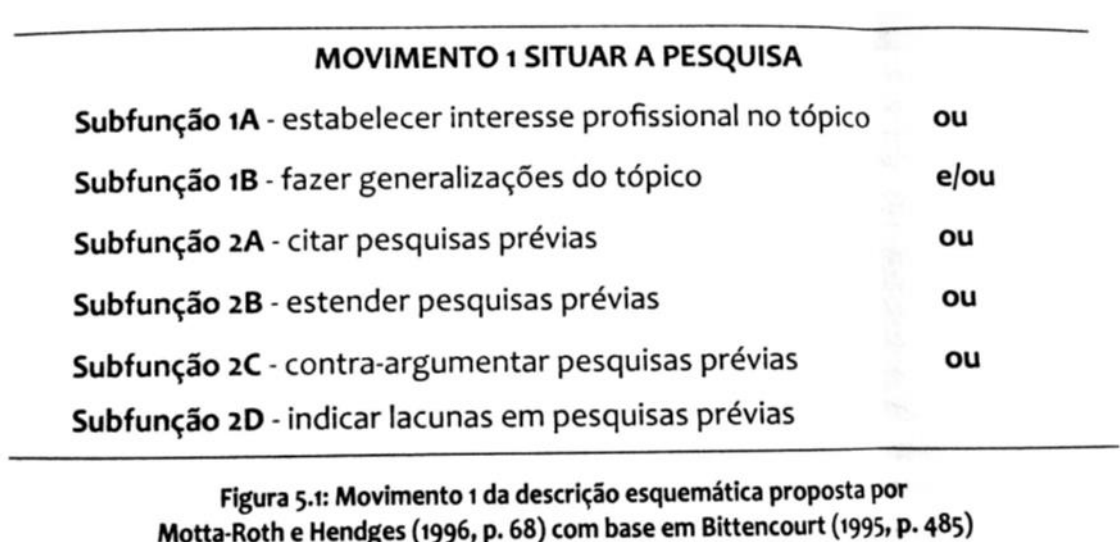 MOVIMENTO 1 SITUAR A PESQUISA
Subfunção 1A - estabelecer interesse profissional no tópico ou
Subfunção 1B - fazer generalizações do tópico e/ou
Subfunção 2A - citar pesquisas prévias ou
Subfunção 2B - estender pesquisas prévias ou
Subfunção 2C - contra-argumentar pesquisas prévias ou
Subfunção 2D - indicar lacunas em pesquisas prévias
Figura 5.1: Movimento 1 da descrição esquemática proposta por
Motta-Roth e Hendges (1996, p. 68) com base em Bittencourt (1995, p. 485)